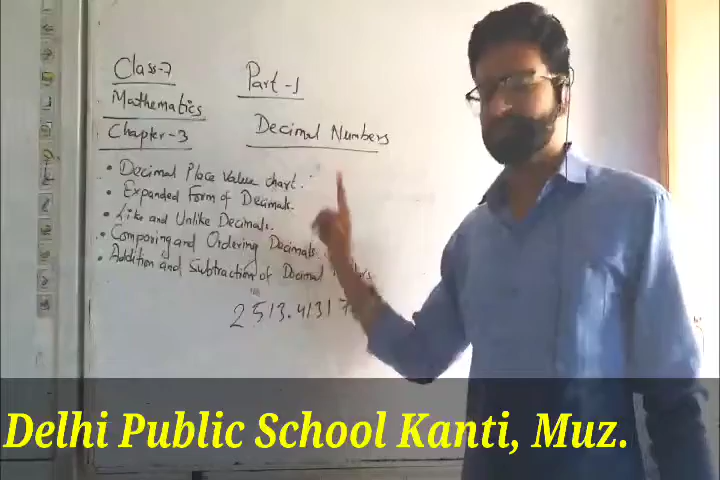 Class-7
Part-1
Mathematics
Chapter-3
Decimal Numbers
• Decimal Place Value chart.
• Expanded Form of Decimals.
• Like and Unlike Decimals.
• Comparing and Ordering Decimals.
• Addition and Subtraction of Decimal
2513.41317
Delhi Public School Kanti, Muz.